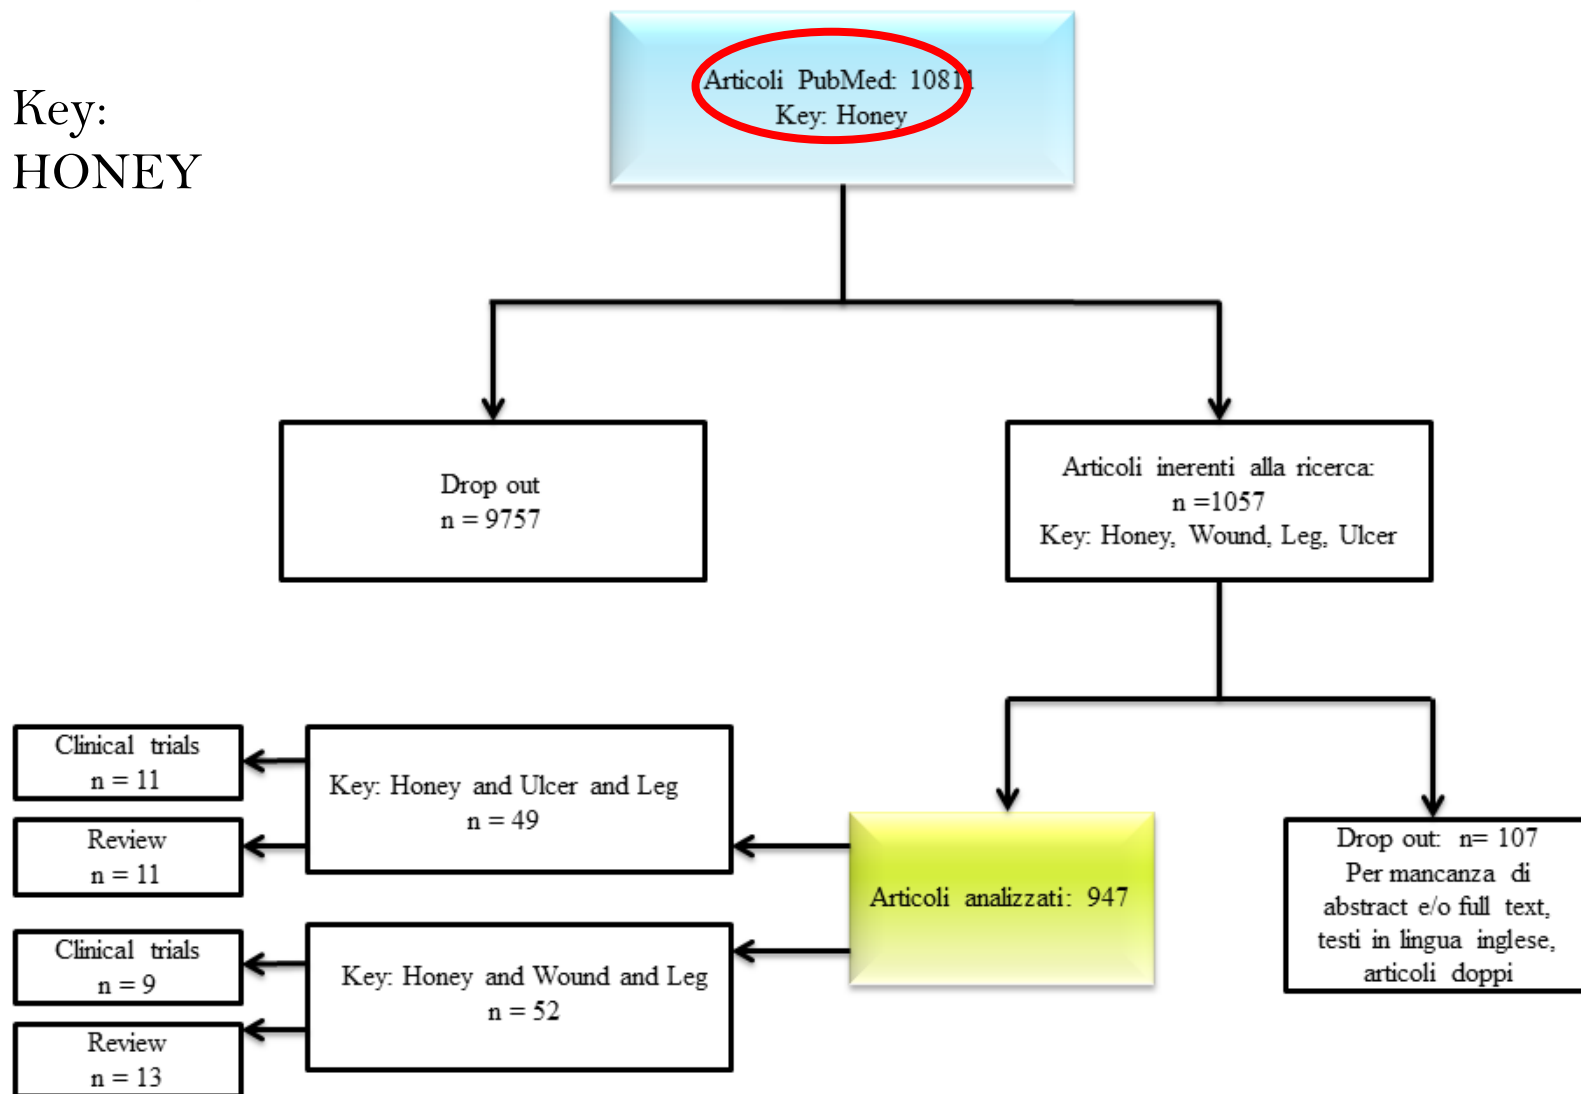 Key:
HONEY
Articoli PubMed: 10811
Key: Honey
Drop out
n = 9757
Articoli inerenti alla ricerca:
n =1057
Key: Honey, Wound, Leg, Ulcer
Clinical trials
n = 11
Review
n = 11
Key: Honey and Ulcer and Leg
n = 49
Clinical trials
n = 9
Review
n = 13
Key: Honey and Wound and Leg
n = 52
Articoli analizzati: 947
Drop out: n= 107
Per mancanza di
abstract e/o full text,
testi in lingua inglese,
articoli doppi